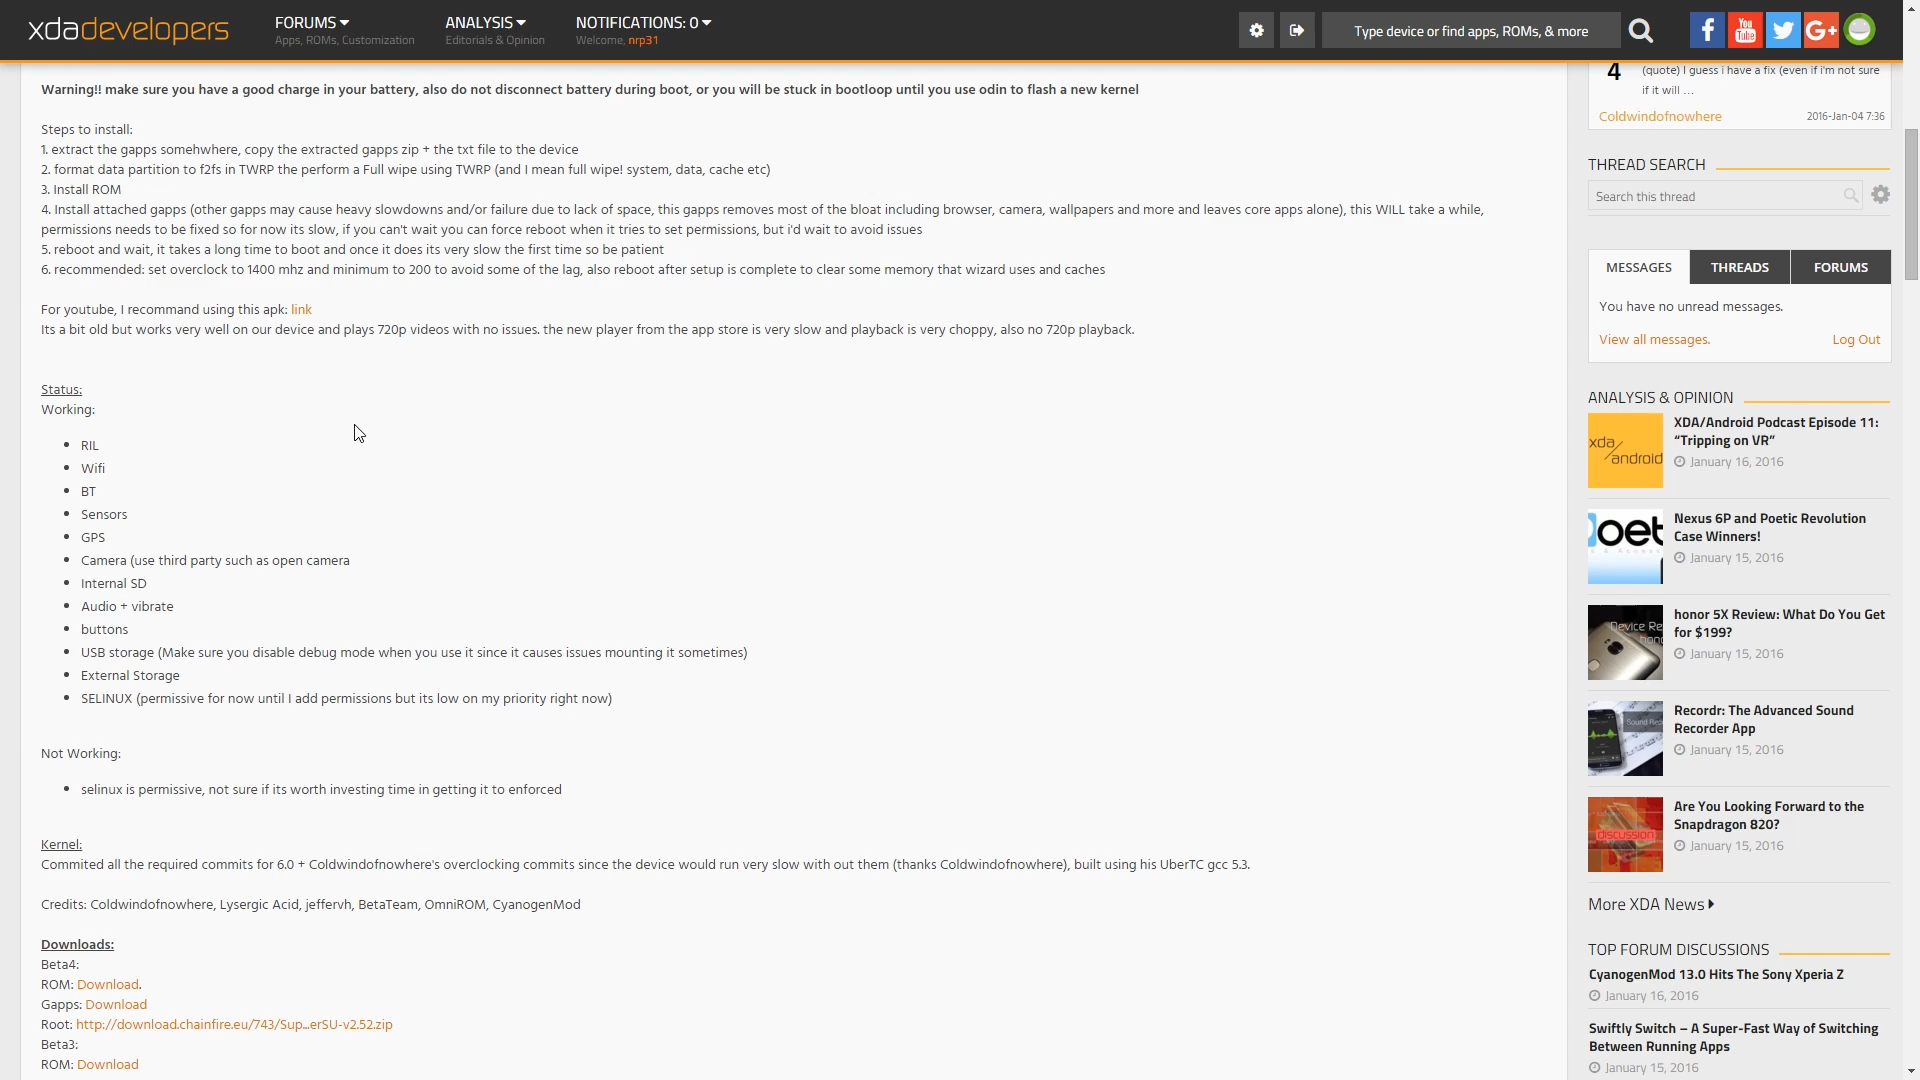 xdadevelopers
FORUMS
Apps, ROMs, Customization
ANALYSIS
Editorials & Opinion
NOTIFICATIONS: 0
Welcome, nrp31
Type device or find apps, ROMs, & more
f
You Tube
G+
Warning!! make sure you have a good charge in your battery, also do not disconnect battery during boot, or you will be stuck in bootloop until you use odin to flash a new kernel
Steps to install:
1. extract the gapps somehwhere, copy the extracted gapps zip + the txt file to the device
2. format data partition to f2fs in TWRP the perform a Full wipe using TWRP (and I mean full wipe! system, data, cache etc)
3. Install ROM
4. Install attached gapps (other gapps may cause heavy slowdowns and/or failure due to lack of space, this gapps removes most of the bloat including browser, camera, wallpapers and more and leaves core apps alone), this WILL take a while,
permissions needs to be fixed so for now its slow, if you can't wait you can force reboot when it tries to set permissions, but i'd wait to avoid issues
5. reboot and wait, it takes a long time to boot and once it does its very slow the first time so be patient
6. recommended: set overclock to 1400 mhz and minimum to 200 to avoid some of the lag, also reboot after setup is complete to clear some memory that wizard uses and caches
For youtube, I recommand using this apk: link
Its a bit old but works very well on our device and plays 720p videos with no issues. the new player from the app store is very slow and playback is very choppy, also no 720p playback.
Status:
Working:
RIL
Wifi
BT
Sensors
GPS
Camera (use third party such as open camera
Internal SD
Audio + vibrate
buttons
USB storage (Make sure you disable debug mode when you use it since it causes issues mounting it sometimes)
External Storage
SELINUX (permissive for now until I add permissions but its low on my priority right now)
Not Working:
selinux is permissive, not sure if its worth investing time in getting it to enforced
Kernel:
Commited all the required commits for 6.0 + Coldwindofnowhere's overclocking commits since the device would run very slow with out them (thanks Coldwindofnowhere), built using his UberTC gcc 5.3.
Credits: Coldwindofnowhere, Lysergic Acid, jeffervh, BetaTeam, OmniROM, CyanogenMod
Downloads:
Beta4:
ROM: Download.
Gapps: Download
Root: http://download.chainfire.eu/743/Sup...erSU-v2.52.zip
Beta3:
ROM: Download
4
(quote) I guess i have a fix (even if i'm not sure
if it will ...
Coldwindofnowhere
2016-Jan-04 7:36
THREAD SEARCH
Search this thread
MESSAGES
THREADS
FORUMS
You have no unread messages.
View all messages.
Log Out
ANALYSIS & OPINION
xda
android
XDA/Android Podcast Episode 11:
“Tripping on VR”
January 16, 2016
oet
Nexus 6P and Poetic Revolution
Case Winners!
January 15, 2016
Device Re
hono
honor 5X Review: What Do You Get
for $199?
January 15, 2016
Sound Rec
Recordr: The Advanced Sound
Recorder App
January 15, 2016
discussion
Are You Looking Forward to the
Snapdragon 820?
January 15, 2016
More XDA News
TOP FORUM DISCUSSIONS
CyanogenMod 13.0 Hits The Sony Xperia Z
January 16, 2016
Swiftly Switch – A Super-Fast Way of Switching
Between Running Apps
January 15, 2016